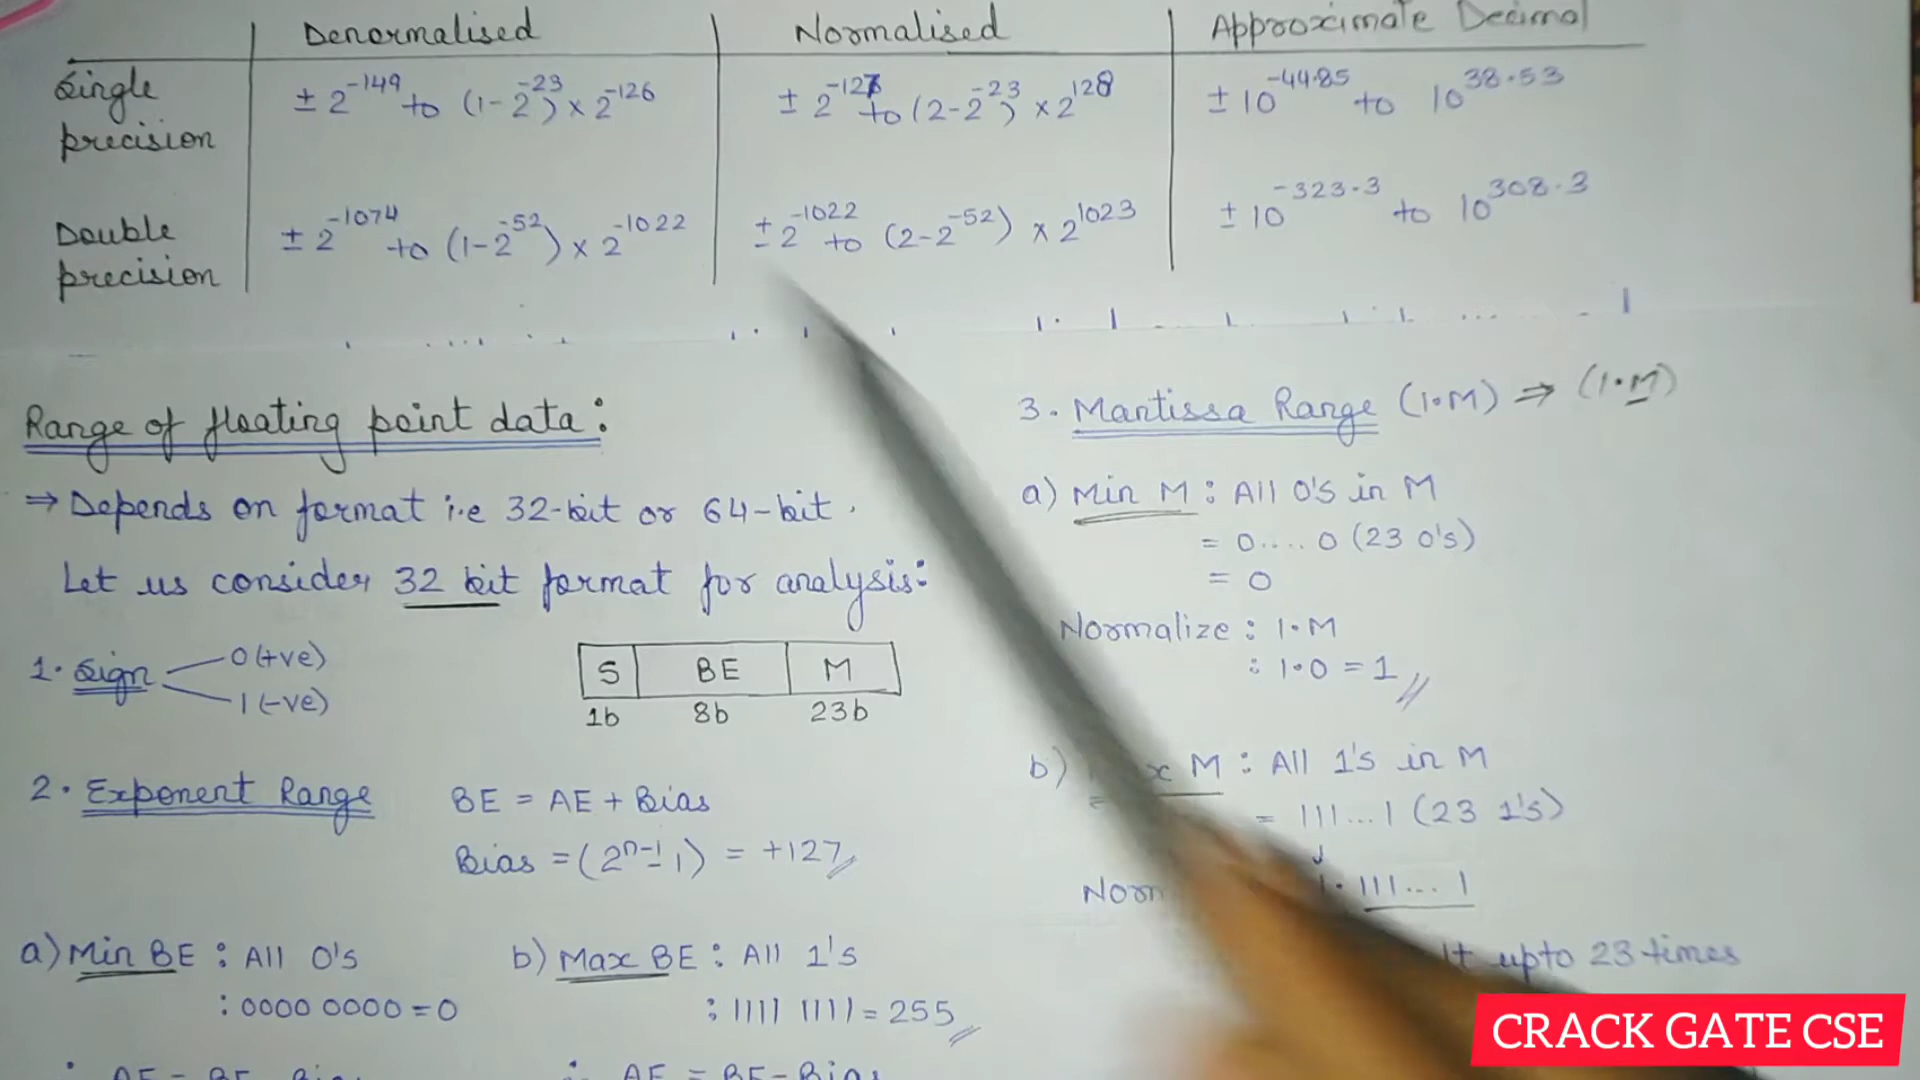 Denormalised Normalised Approximate Decimal
Single precision ± 2^-149 to (1-2^-23) × 2^-126 ± 2^-127 to (2-2^-23) × 2^128 ± 10^-44.85 to 10^38.53
Double precision ± 2^-1074 to (1-2^-52) × 2^-1022 ± 2^-1022 to (2-2^-52) × 2^1023 ± 10^-323.3 to 10^308.3
Range of floating point data:
⇒ Depends on format i.e 32-bit or 64-bit.
Let us consider 32 bit format for analysis:
1. Sign
0 (+ve)
1 (-ve)
S BE M
1b 8b 23b
2. Exponent Range
BE = AE + Bias
Bias = (2^n-1 - 1) = +127
a) Min BE : All 0's
: 0000 0000 = 0
b) Max BE : All 1's
: 1111 1111 = 255
AE = BE - Bias
∴ AE = BE - Bias
3. Mantissa Range (1.M) ⇒ (1.M)
a) Min M : All 0's in M
= 0....0 (23 0's)
= 0
Normalize : 1.M
: 1.0 = 1
b) M : All 1's in M
= 111...1 (23 1's)
1.111...1
upto 23 times
CRACK GATE CSE